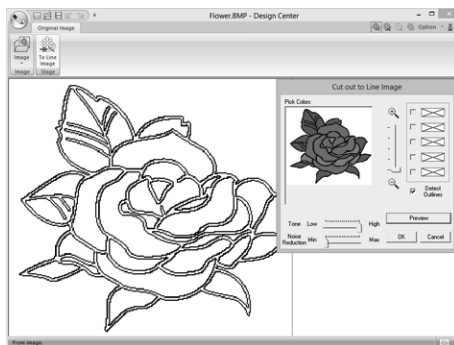 Flower.BMP - Design Center
Original Image
Option
Image
To Line
Image
Image
Stage
Cut out to Line Image
Pick Colors
Detect
Outlines
Tone Low High
Preview
Noise
Reduction Min Max
OK Cancel
From image.